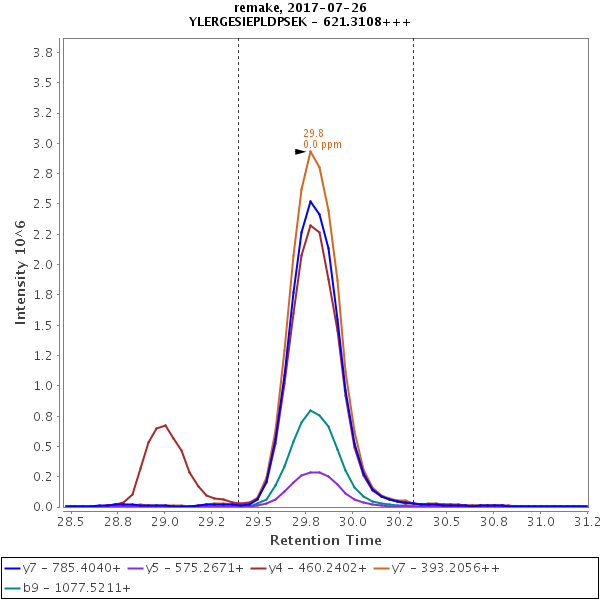 remake, 2017-07-26
YLERGESIEPLDPSEK - 621.3108+++
3.8
3.5
3.2
3.0
2.8
2.5
2.2
2.0
1.8
1.5
1.2
1.0
0.8
0.5
0.2
0.0
Intensity 10^6
29.8
0.0 ppm
28.5 28.8 29.0 29.2 29.5 29.8 30.0 30.2 30.5 30.8 31.0 31.2
Retention Time
y7 - 785.4040+ y5 - 575.2671+ y4 - 460.2402+ y7 - 393.2056++
b9 - 1077.5211+